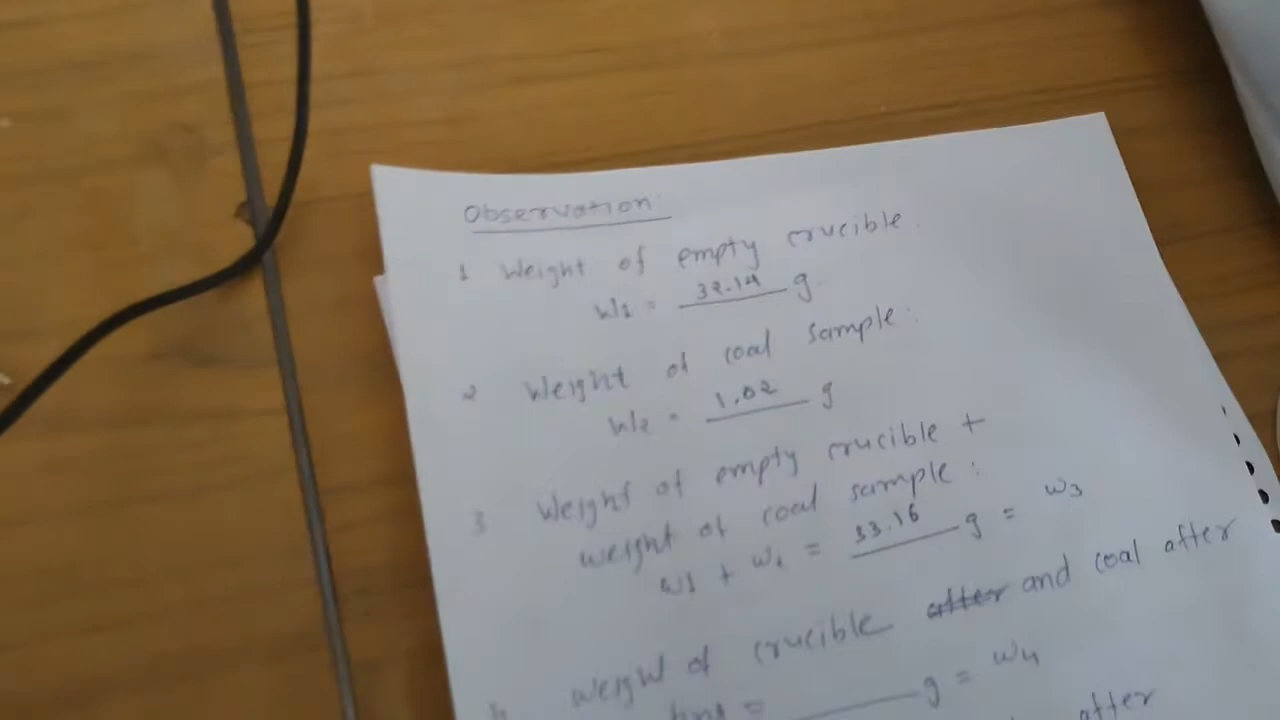 Observation:
1 Weight of empty crucible.
W1 = 32.14 g.
2 Weight of coal sample:
W2 = 1.02 g
3 Weight of empty crucible +
weight of coal sample :
w1 + w2 = 33.16 g = w3
4 weight of crucible after and coal after
= g = w4
after